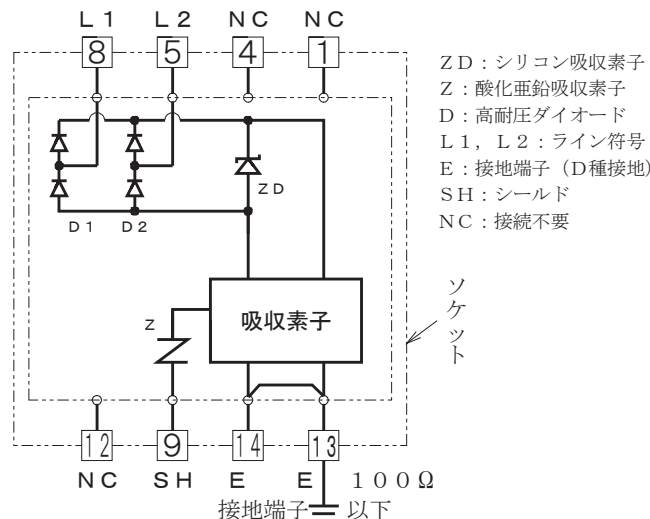 L1 L2 NC NC
8 5 4 1
ZD：シリコン吸収素子
Z：酸化亜鉛吸収素子
D：高耐圧ダイオード
L1，L2：ライン符号
E：接地端子（D種接地）
SH：シールド
NC：接続不要
ZD
D1 D2
Z
吸収素子
ソケット
12 9 14 13
NC SH E E 100Ω
接地端子 以下